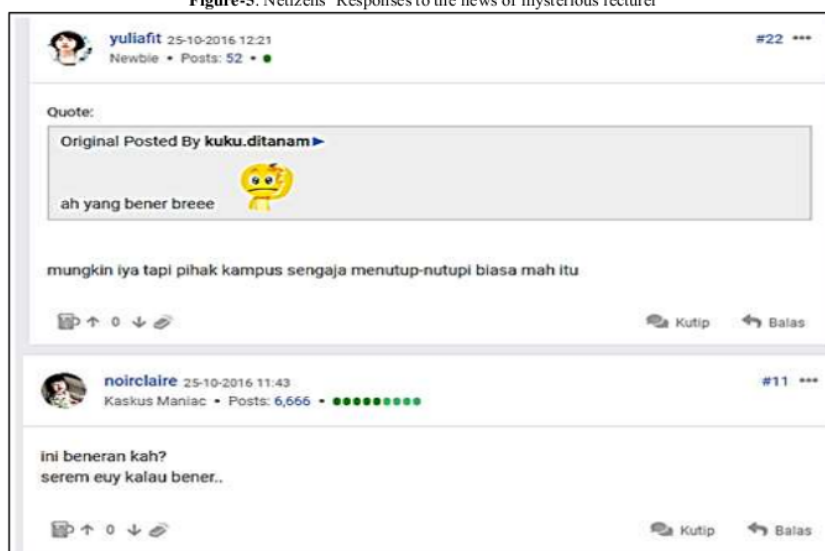 Figure-5. Netizens' Responses to the news of mysterious lecturer
yuliafit 25-10-2016 12:21
#22
Newbie • Posts: 52 •
Quote:
Original Posted By kuku.ditanam
ah yang bener breee
mungkin iya tapi pihak kampus sengaja menutup-nutupi biasa mah itu
0
Kutip
Balas
noirclaire 25-10-2016 11:43
#11
Kaskus Maniac • Posts: 6,666 •
ini beneran kah?
serem euy kalau bener..
0
Kutip
Balas